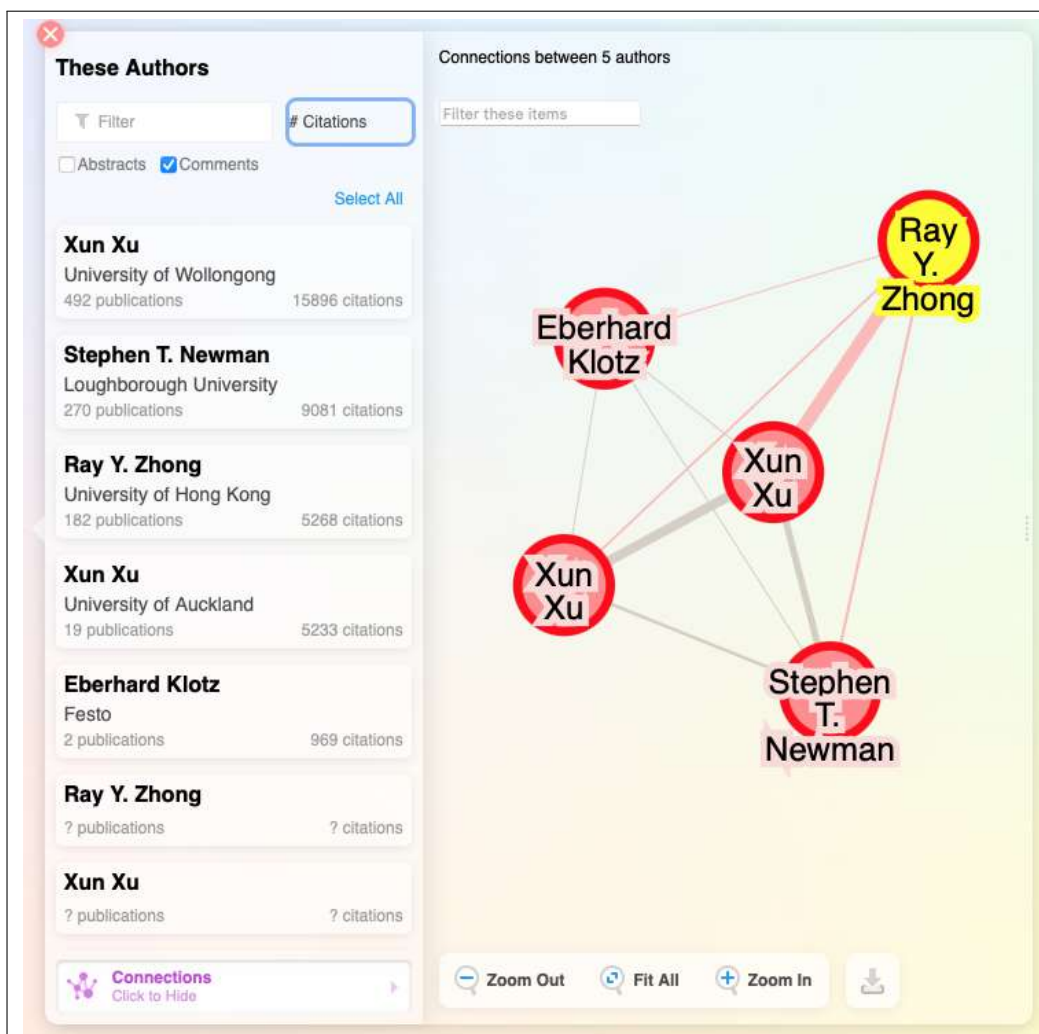 These Authors
Filter
# Citations
Abstracts
Comments
Select All
Xun Xu
University of Wollongong
492 publications
15896 citations
Stephen T. Newman
Loughborough University
270 publications
9081 citations
Ray Y. Zhong
University of Hong Kong
182 publications
5268 citations
Xun Xu
University of Auckland
19 publications
5233 citations
Eberhard Klotz
Festo
2 publications
969 citations
Ray Y. Zhong
? publications
? citations
Xun Xu
? publications
? citations
Connections
Click to Hide
Connections between 5 authors
Filter these items
Ray
Y.
Zhong
Eberhard
Klotz
Xun
Xu
Xun
Xu
Stephen
T.
Newman
Zoom Out
Fit All
Zoom In